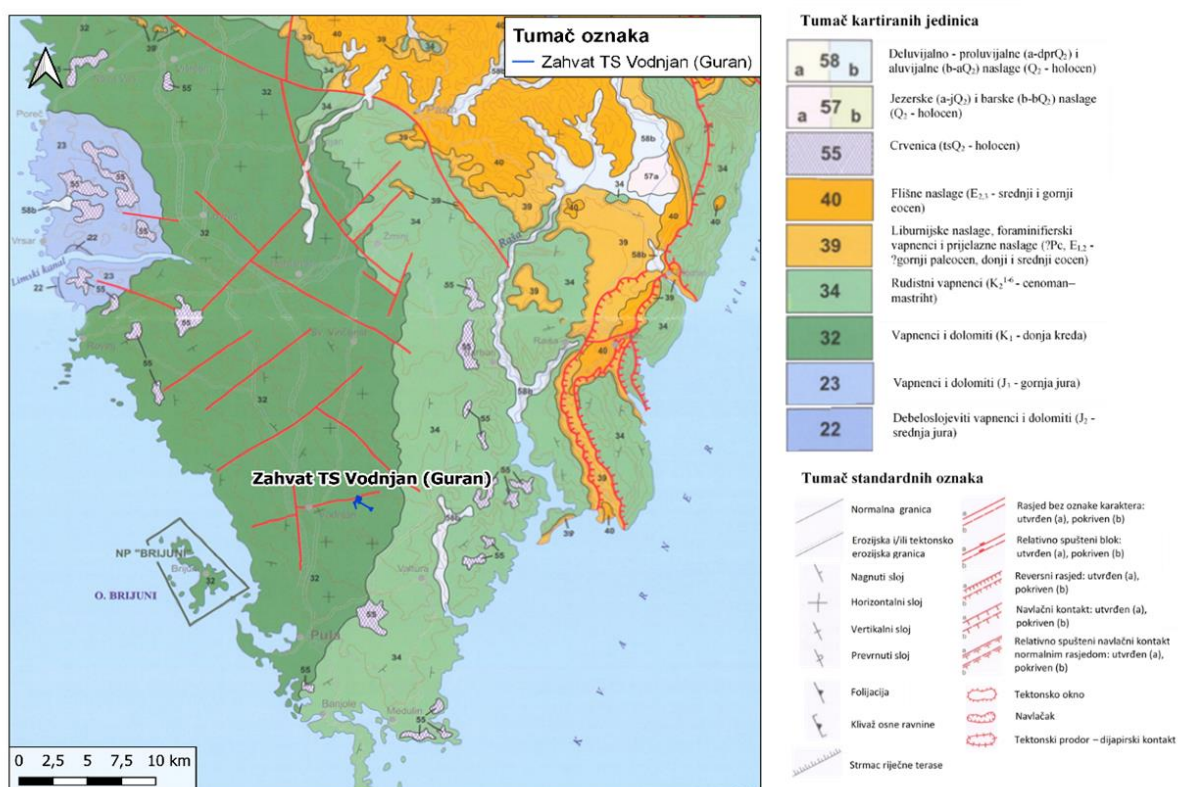 Tumač oznaka
Zahvat TS Vodnjan (Guran)
Poreč
Vrsar
Limski kanal
Raša
Zahvat TS Vodnjan (Guran)
NP "BRIJUNI"
O. BRIJUNI
Valtura
Pula
Banjole
Medulin
K V A R N E R
0 2,5 5 7,5 10 km
Tumač kartiranih jedinica
a 58 b
Deluvijalno - proluvijalne (a-dprQ₂) i
aluvijalne (b-aQ₂) naslage (Q₂ - holocen)
a 57 b
Jezerske (a-jQ₂) i barske (b-bQ₂) naslage
(Q₂ - holocen)
55
Crvenica (tsQ₂ - holocen)
40
Flišne naslage (E₂,₃ - srednji i gornji
eocen)
39
Liburnijske naslage, foraminifierski
vapnenci i prijelazne naslage (?Pc, E₁,₂ -
?gornji paleocen, donji i srednji eocen)
34
Rudistni vapnenci (K₂¹⁻⁶ - cenoman–
mastriht)
32
Vapnenci i dolomiti (K₁ - donja kreda)
23
Vapnenci i dolomiti (J₃ - gornja jura)
22
Debeloslojeviti vapnenci i dolomiti (J₂ -
srednja jura)
Tumač standardnih oznaka
Normalna granica
Erozijska i/ili tektonsko
erozijska granica
Nagnuti sloj
Horizontalni sloj
Vertikalni sloj
Prevrnuti sloj
Folijacija
Klivaž osne ravnine
Strmac riječne terase
Rasjed bez oznake karaktera:
utvrđen (a), pokriven (b)
Relativno spušteni blok:
utvrđen (a), pokriven (b)
Reversni rasjed: utvrđen (a),
pokriven (b)
Navlačni kontakt: utvrđen (a),
pokriven (b)
Relativno spušteni navlačni kontakt
normalnim rasjedom: utvrđen (a),
pokriven (b)
Tektonsko okno
Navlačak
Tektonski prodor – dijapirski kontakt